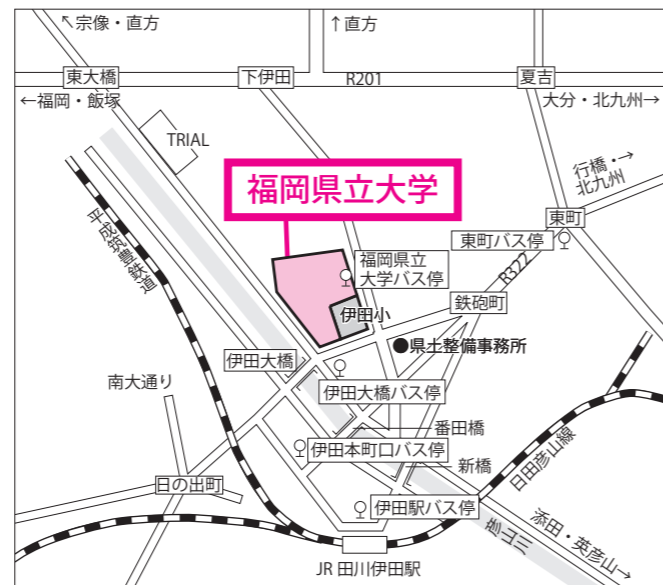 ↖宗像・直方
↑直方
東大橋
下伊田
R201
夏吉
←福岡・飯塚
大分・北九州→
TRIAL
福岡県立大学
行橋・→
北九州
東町
東町バス停
平成筑豊鉄道
福岡県立
大学バス停
R322
鉄砲町
伊田小
●県土整備事務所
伊田大橋
南大通り
伊田大橋バス停
番田橋
伊田本町口バス停
新橋
日田彦山線
日の出町
伊田駅バス停
彦山川
添田・英彦山→
JR 田川伊田駅